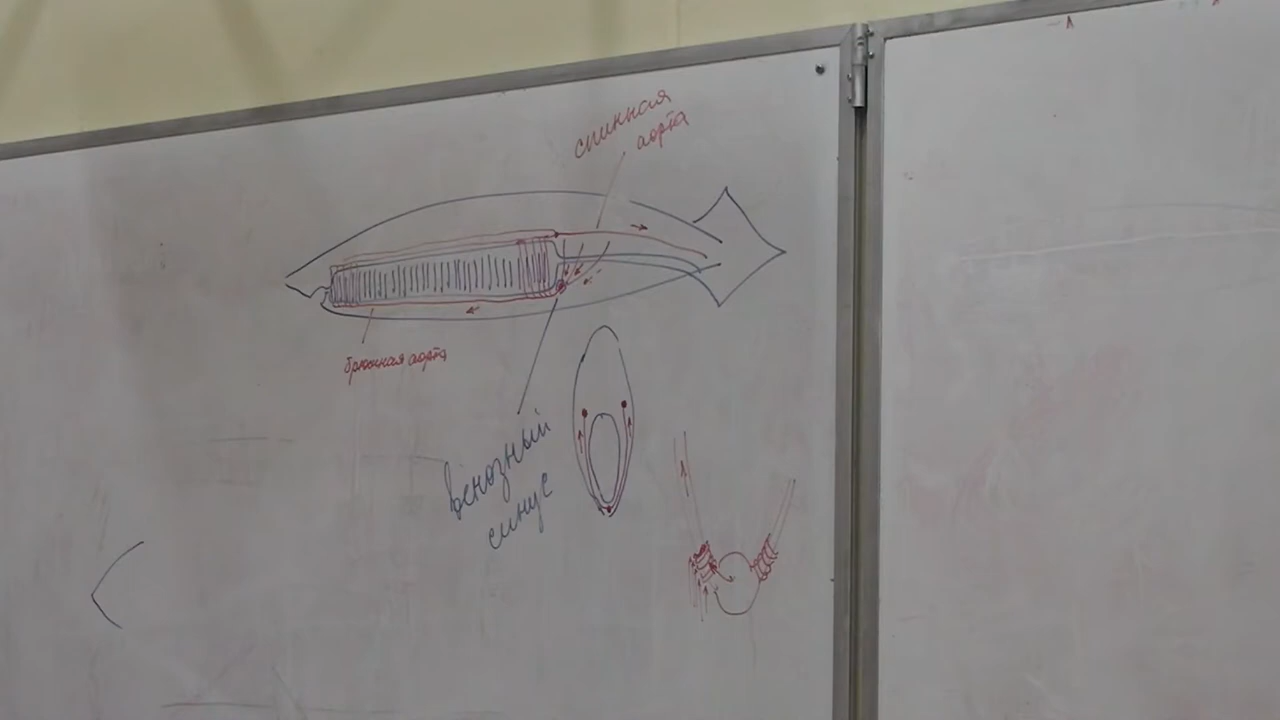 спинная
аорта
брюшная аорта
венозный
синус